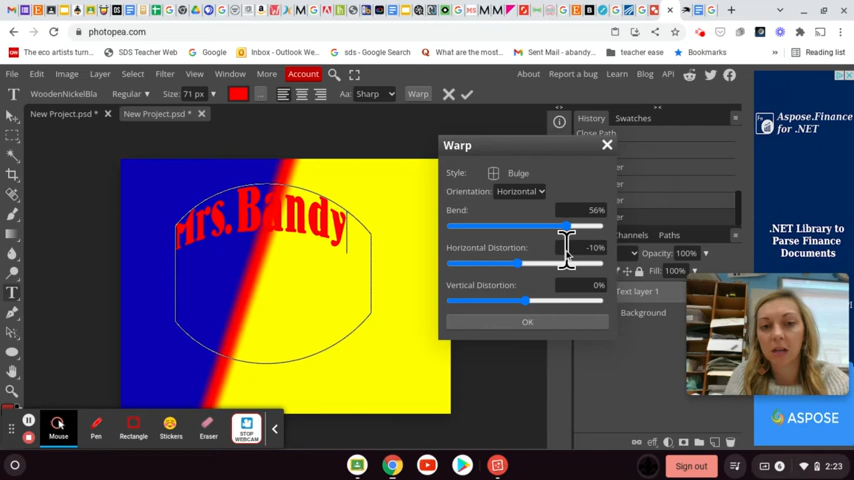 photopea.com
The eco artists turn...
SDS Teacher Web
Google
Inbox - Outlook We...
sds - Google Search
What are the most...
Sent Mail - abandy...
teacher ease
Bookmarks
Reading list
File Edit Image Layer Select Filter View Window More Account
About Report a bug Learn Blog API
WoodenNickelBla Regular Size: 71 px ... Aa: Sharp Warp
New Project.psd * New Project.psd *
History Swatches
Close Path
Warp
Style: Bulge
Orientation: Horizontal
Bend: 56%
Horizontal Distortion: -10%
Vertical Distortion: 0%
OK
Mrs. Bandy
Channels Paths
Opacity: 100%
Fill: 100%
Text layer 1
Background
eff
Aspose.Finance
for .NET
.NET Library to
Parse Finance
Documents
ASPOSE
Mouse Pen Rectangle Stickers Eraser STOP
WEBCAM
Sign out 6 2:23